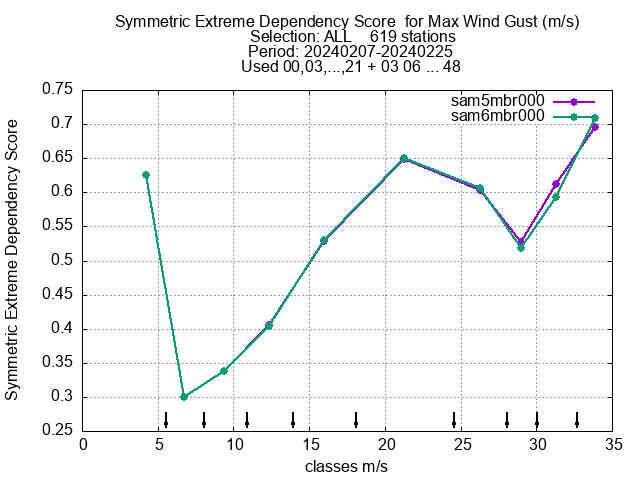 Symmetric Extreme Dependency Score  for Max Wind Gust (m/s)
Selection: ALL    619 stations
Period: 20240207-20240225
Used 00,03,...,21 + 03 06 ... 48
sam5mbr000
sam6mbr000
Symmetric Extreme Dependency Score
0.75
0.7
0.65
0.6
0.55
0.5
0.45
0.4
0.35
0.3
0.25
0 5 10 15 20 25 30 35
classes m/s